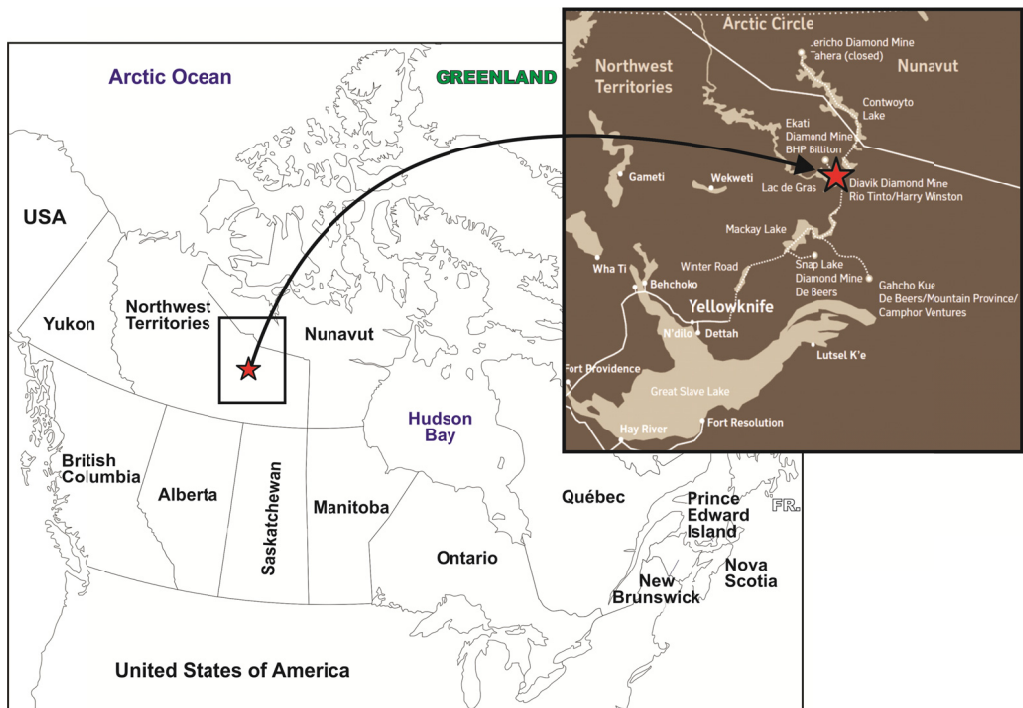 Arctic Ocean
GREENLAND
USA
Yukon
Northwest
Territories
Nunavut
Hudson
Bay
British
Columbia
Alberta
Saskatchewan
Manitoba
Ontario
Québec
Prince
Edward
Island
FR.
Nova
Scotia
New
Brunswick
United States of America
Arctic Circle
Northwest
Territories
Nunavut
ericho Diamond Mine
ahera (closed)
Contwoyto
Lake
Ekati
Diamond Mine
BHP Billiton
Gameti
Wekweti
Lac de Gras
Diavik Diamond Mne
Rio Tinto/Harry Winston
Mackay Lake
Wha Ti
Winter Road
Snap Lake
Diamond Mine
De Beers
Behchoko
Gahcho Kue
De Beers/Mountain Province/
Camphor Ventures
Yellowknife
N'dilo
Dettah
Lutsel K'e
Fort Providence
Great Slave Lake
Hay River
Fort Resolution